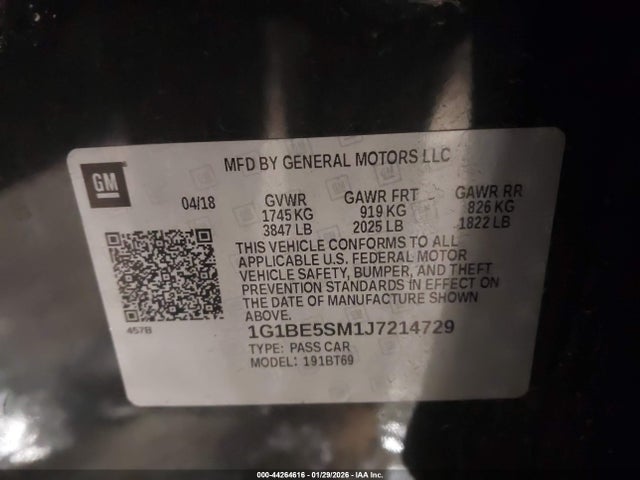 GM
MFD BY GENERAL MOTORS LLC
04/18 GVWR GAWR FRT GAWR RR
1745 KG 919 KG 826 KG
3847 LB 2025 LB 1822 LB
THIS VEHICLE CONFORMS TO ALL
APPLICABLE U.S. FEDERAL MOTOR
VEHICLE SAFETY, BUMPER, AND THEFT
PREVENTION STANDARDS IN EFFECT ON
THE DATE OF MANUFACTURE SHOWN
ABOVE.
457B
1G1BE5SM1J7214729
TYPE: PASS CAR
MODEL: 191BT69
000-44264616 - 01/29/2026 - IAA Inc.